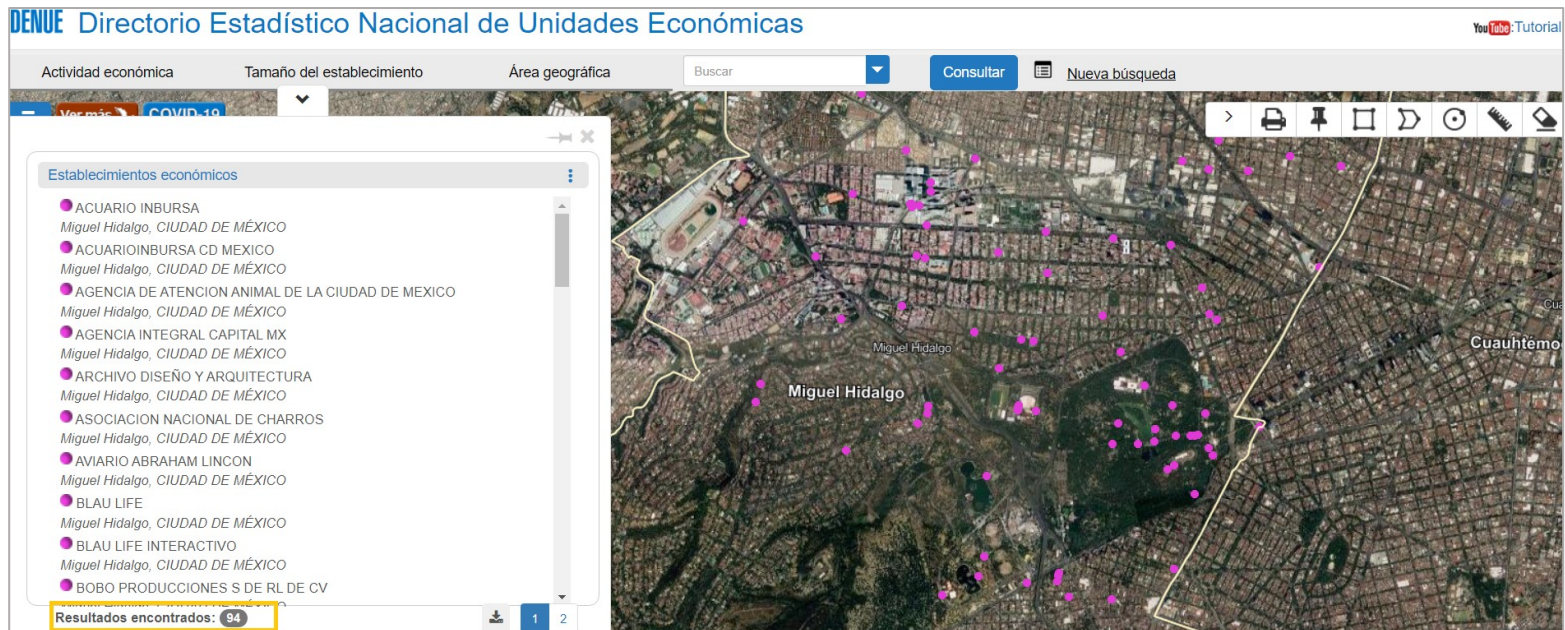 DENUE Directorio Estadístico Nacional de Unidades Económicas
YouTube:Tutorial
Actividad económica Tamaño del establecimiento Área geográfica Buscar Consultar Nueva búsqueda
Ver más COVID-19
Establecimientos económicos
ACUARIO INBURSA
Miguel Hidalgo, CIUDAD DE MÉXICO
ACUARIOINBURSA CD MEXICO
Miguel Hidalgo, CIUDAD DE MÉXICO
AGENCIA DE ATENCION ANIMAL DE LA CIUDAD DE MEXICO
Miguel Hidalgo, CIUDAD DE MÉXICO
AGENCIA INTEGRAL CAPITAL MX
Miguel Hidalgo, CIUDAD DE MÉXICO
ARCHIVO DISEÑO Y ARQUITECTURA
Miguel Hidalgo, CIUDAD DE MÉXICO
ASOCIACION NACIONAL DE CHARROS
Miguel Hidalgo, CIUDAD DE MÉXICO
AVIARIO ABRAHAM LINCON
Miguel Hidalgo, CIUDAD DE MÉXICO
BLAU LIFE
Miguel Hidalgo, CIUDAD DE MÉXICO
BLAU LIFE INTERACTIVO
Miguel Hidalgo, CIUDAD DE MÉXICO
BOBO PRODUCCIONES S DE RL DE CV
Resultados encontrados: 94
1 2
Miguel Hidalgo
Miguel Hidalgo
Cua
Cuauhtémo